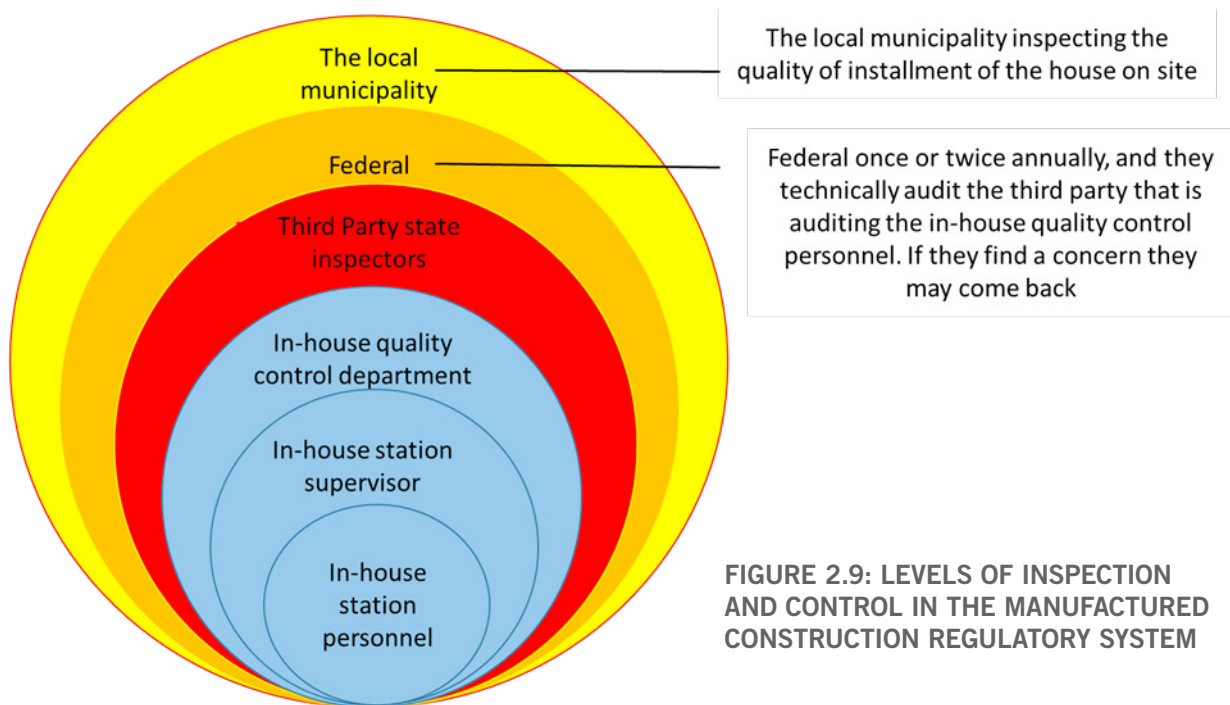 The local
municipality
The local municipality inspecting the
quality of installment of the house on site
Federal
Federal once or twice annually, and they
technically audit the third party that is
auditing the in-house quality control
personnel. If they find a concern they
may come back
Third Party state
inspectors
In-house quality
control department
In-house station
supervisor
In-house
station
personnel
FIGURE 2.9: LEVELS OF INSPECTION
AND CONTROL IN THE MANUFACTURED
CONSTRUCTION REGULATORY SYSTEM